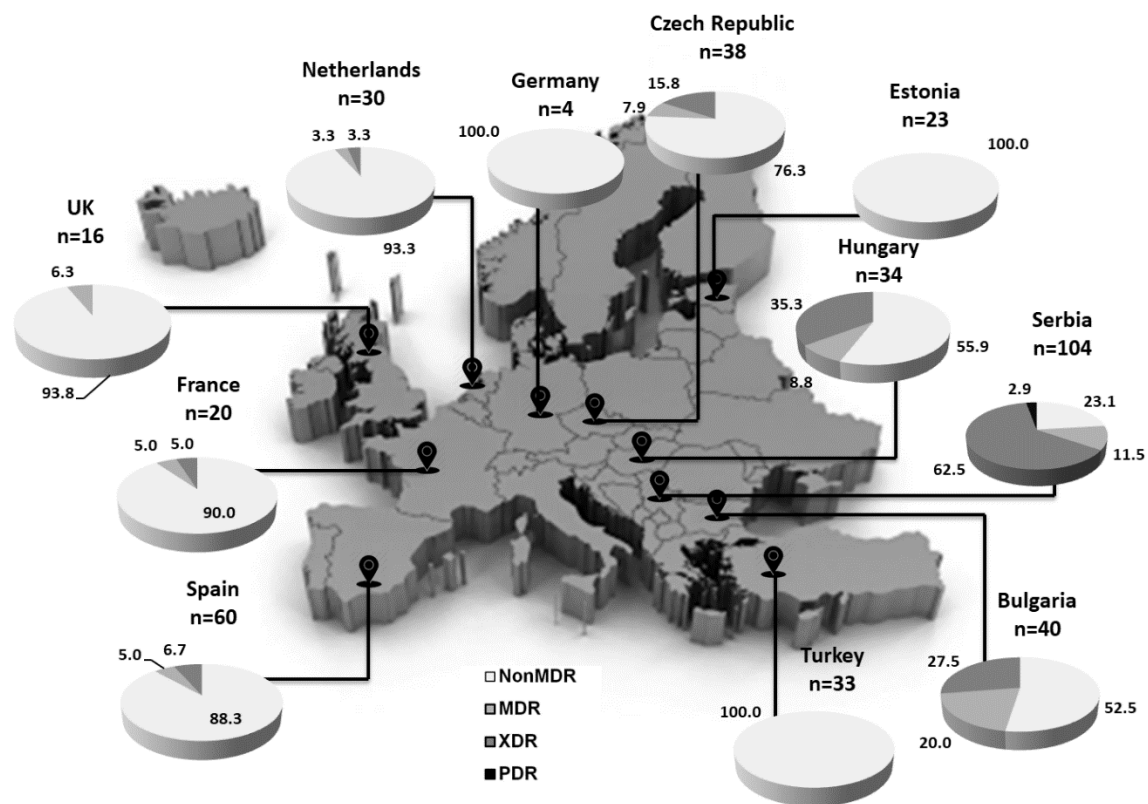 Czech Republic
n=38
15.8
7.9
76.3
Netherlands
n=30
3.3 3.3
93.3
Germany
n=4
100.0
Estonia
n=23
100.0
UK
n=16
6.3
93.8
Hungary
n=34
35.3
55.9
8.8
Serbia
n=104
2.9
23.1
11.5
62.5
France
n=20
5.0 5.0
90.0
Spain
n=60
5.0 6.7
88.3
NonMDR
MDR
XDR
PDR
Turkey
n=33
100.0
Bulgaria
n=40
27.5
52.5
20.0